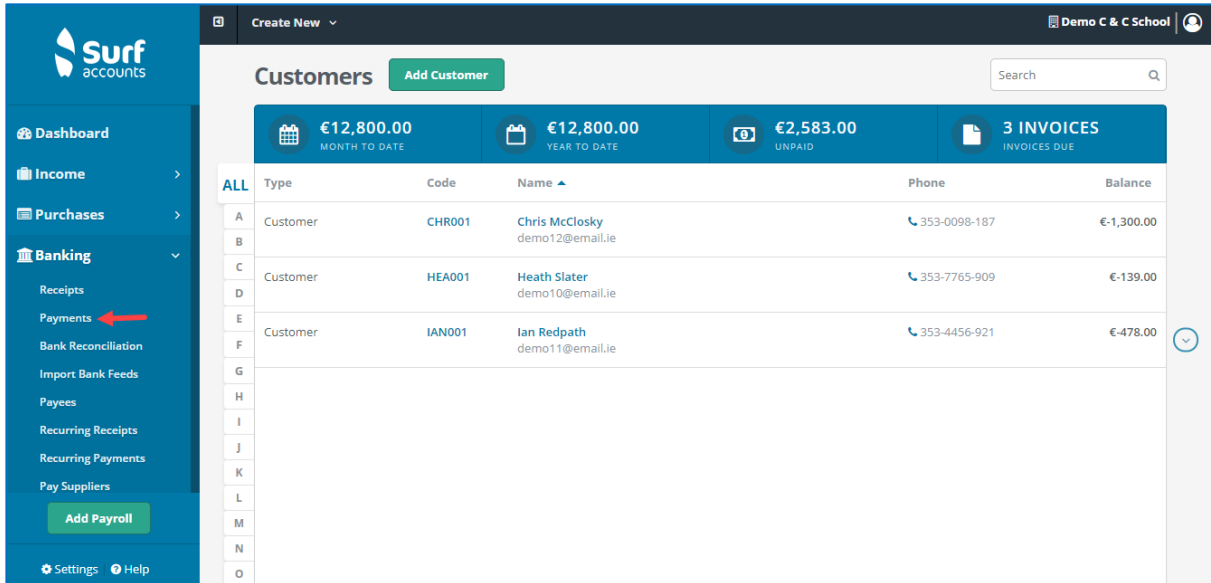 Surf
accounts
Create New
Demo C & C School
Customers
Add Customer
Search
€12,800.00
MONTH TO DATE
€12,800.00
YEAR TO DATE
€2,583.00
UNPAID
3 INVOICES
INVOICES DUE
Dashboard
Income
Purchases
Banking
Receipts
Payments
Bank Reconciliation
Import Bank Feeds
Payees
Recurring Receipts
Recurring Payments
Pay Suppliers
Add Payroll
Settings Help
ALL
A
B
C
D
E
F
G
H
I
J
K
L
M
N
O
Type Code Name Phone Balance
Customer CHR001 Chris McClosky 353-0098-187 €-1,300.00
demo12@email.ie
Customer HEA001 Heath Slater 353-7765-909 €-139.00
demo10@email.ie
Customer IAN001 Ian Redpath 353-4456-921 €-478.00
demo11@email.ie